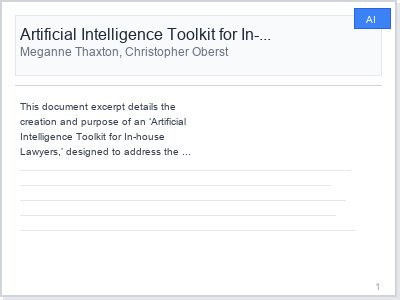 AI
Artificial Intelligence Toolkit for In-...
Meganne Thaxton, Christopher Oberst
This document excerpt details the
creation and purpose of an ‘Artificial
Intelligence Toolkit for In-house
Lawyers,’ designed to address the ...
1